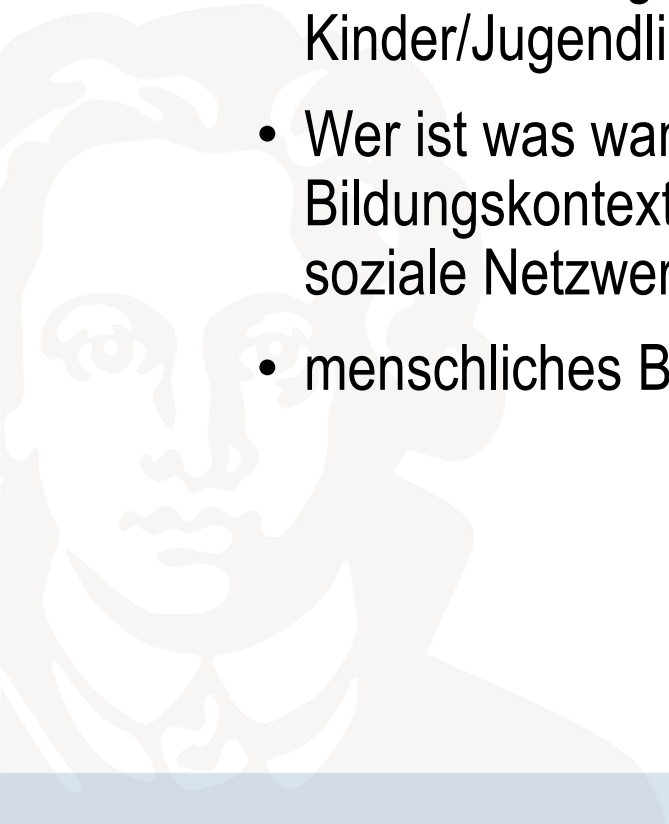 Kinder/Jugendli
• Wer ist was war
Bildungskontext
soziale Netzwer
• menschliches B